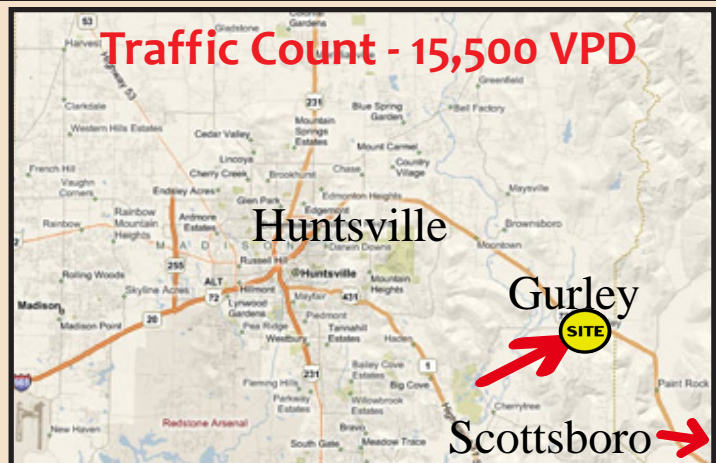 Traffic Count - 15,500 VPD
53
Gladstone
Colonial
Gardens
Harvest
Highway 53
Greenfield
Clarkdale
231
Blue Spring
Garden
Bell Factory
Western Hills Estates
Cedar Valley
Mountain
Springs
Estates
Mount Carmel
Lincoya
Country
Village
French Hill
Cherry Creek
Brookhurst
Chase
Vaughn
Corners
Endsley Acres
Glen Park
Edmonton Heights
Maysville
Rainbow
Rainbow
Mountain
Heights
Ardmore
Estates
Edgemont
Huntsville
Brownsboro
MADISON
Darwin Downs
Moontown
Russell Hill
Rolling Woods
255
Huntsville
Gurley
Skyline Acres
ALT
72
Hilmont
Mayfair
431
Mountain
Heights
Madison
Lynwood
Gardens
SITE
Madison Point
20
Piedmont
Pea Ridge
Tannahill
Estates
Westbury
Haden
Bailey Cove
Estates
1
Fleming Hills
231
Big Cove
Paint Rock
Parkway
Estates
Willowbrook
Estates
Cherrytree
New Haven
Redstone Arsenal
Bravo
South Gate
Meadow Trace
Scottsboro